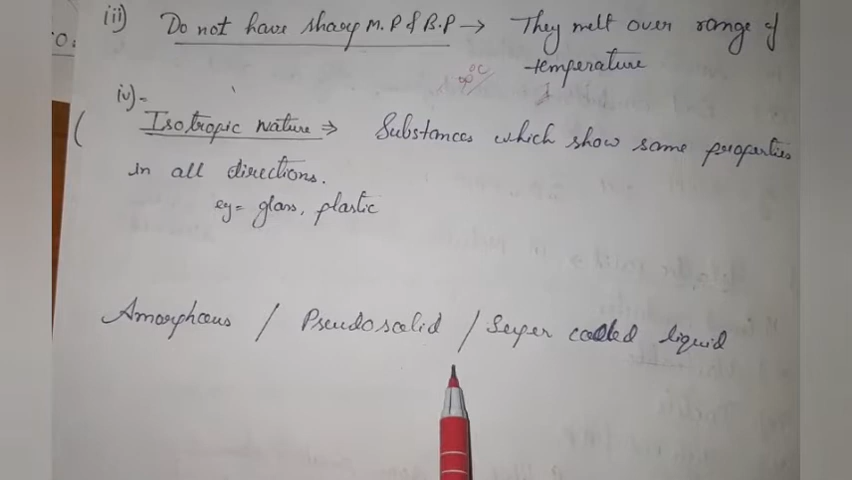 iii) Do not have sharp M.P & B.P → They melt over range of
temperature
iv) Isotropic nature ⇒ Substances which show same properties
in all directions.
eg = glass, plastic
Amorphous / Pseudosolid / Super cooled liquid